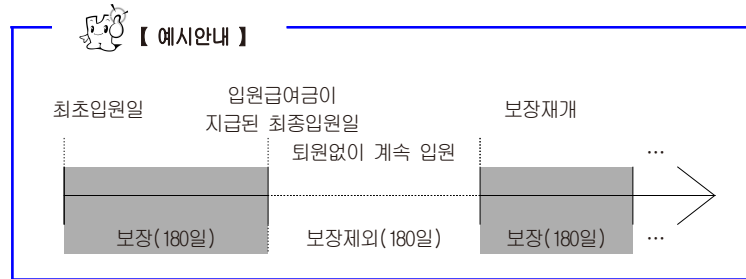 【 예시안내 】
최초입원일
입원급여금이
지급된 최종입원일
보장재개
퇴원없이 계속 입원
...
보장(180일)
보장제외(180일)
보장(180일)
...